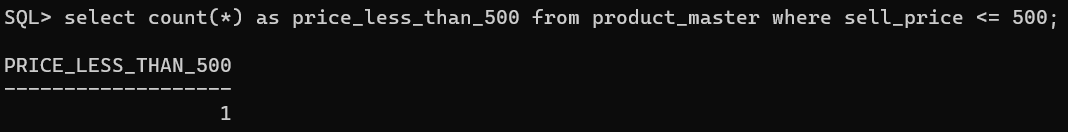 SQL> select count(*) as price_less_than_500 from product_master where sell_price <= 500;
PRICE_LESS_THAN_500
-------------------
1